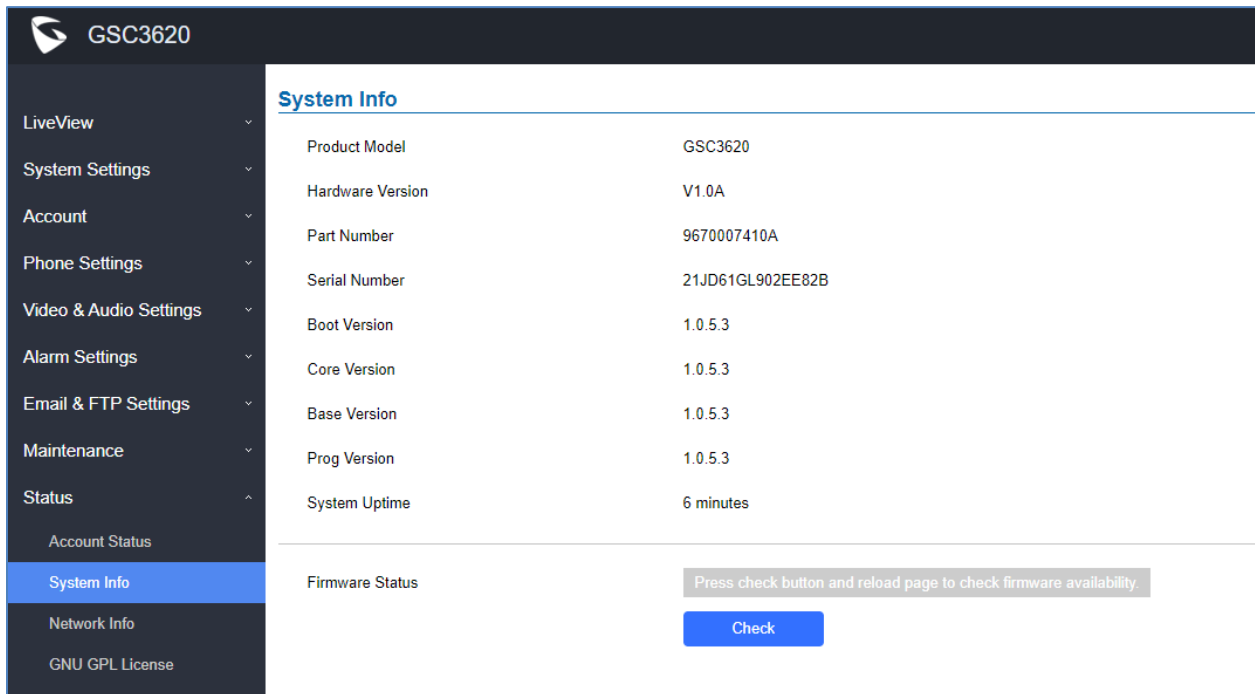 GSC3620
LiveView
System Settings
Account
Phone Settings
Video & Audio Settings
Alarm Settings
Email & FTP Settings
Maintenance
Status
Account Status
System Info
Network Info
GNU GPL License
System Info
Product Model GSC3620
Hardware Version V1.0A
Part Number 9670007410A
Serial Number 21JD61GL902EE82B
Boot Version 1.0.5.3
Core Version 1.0.5.3
Base Version 1.0.5.3
Prog Version 1.0.5.3
System Uptime 6 minutes
Firmware Status Press check button and reload page to check firmware availability.
Check